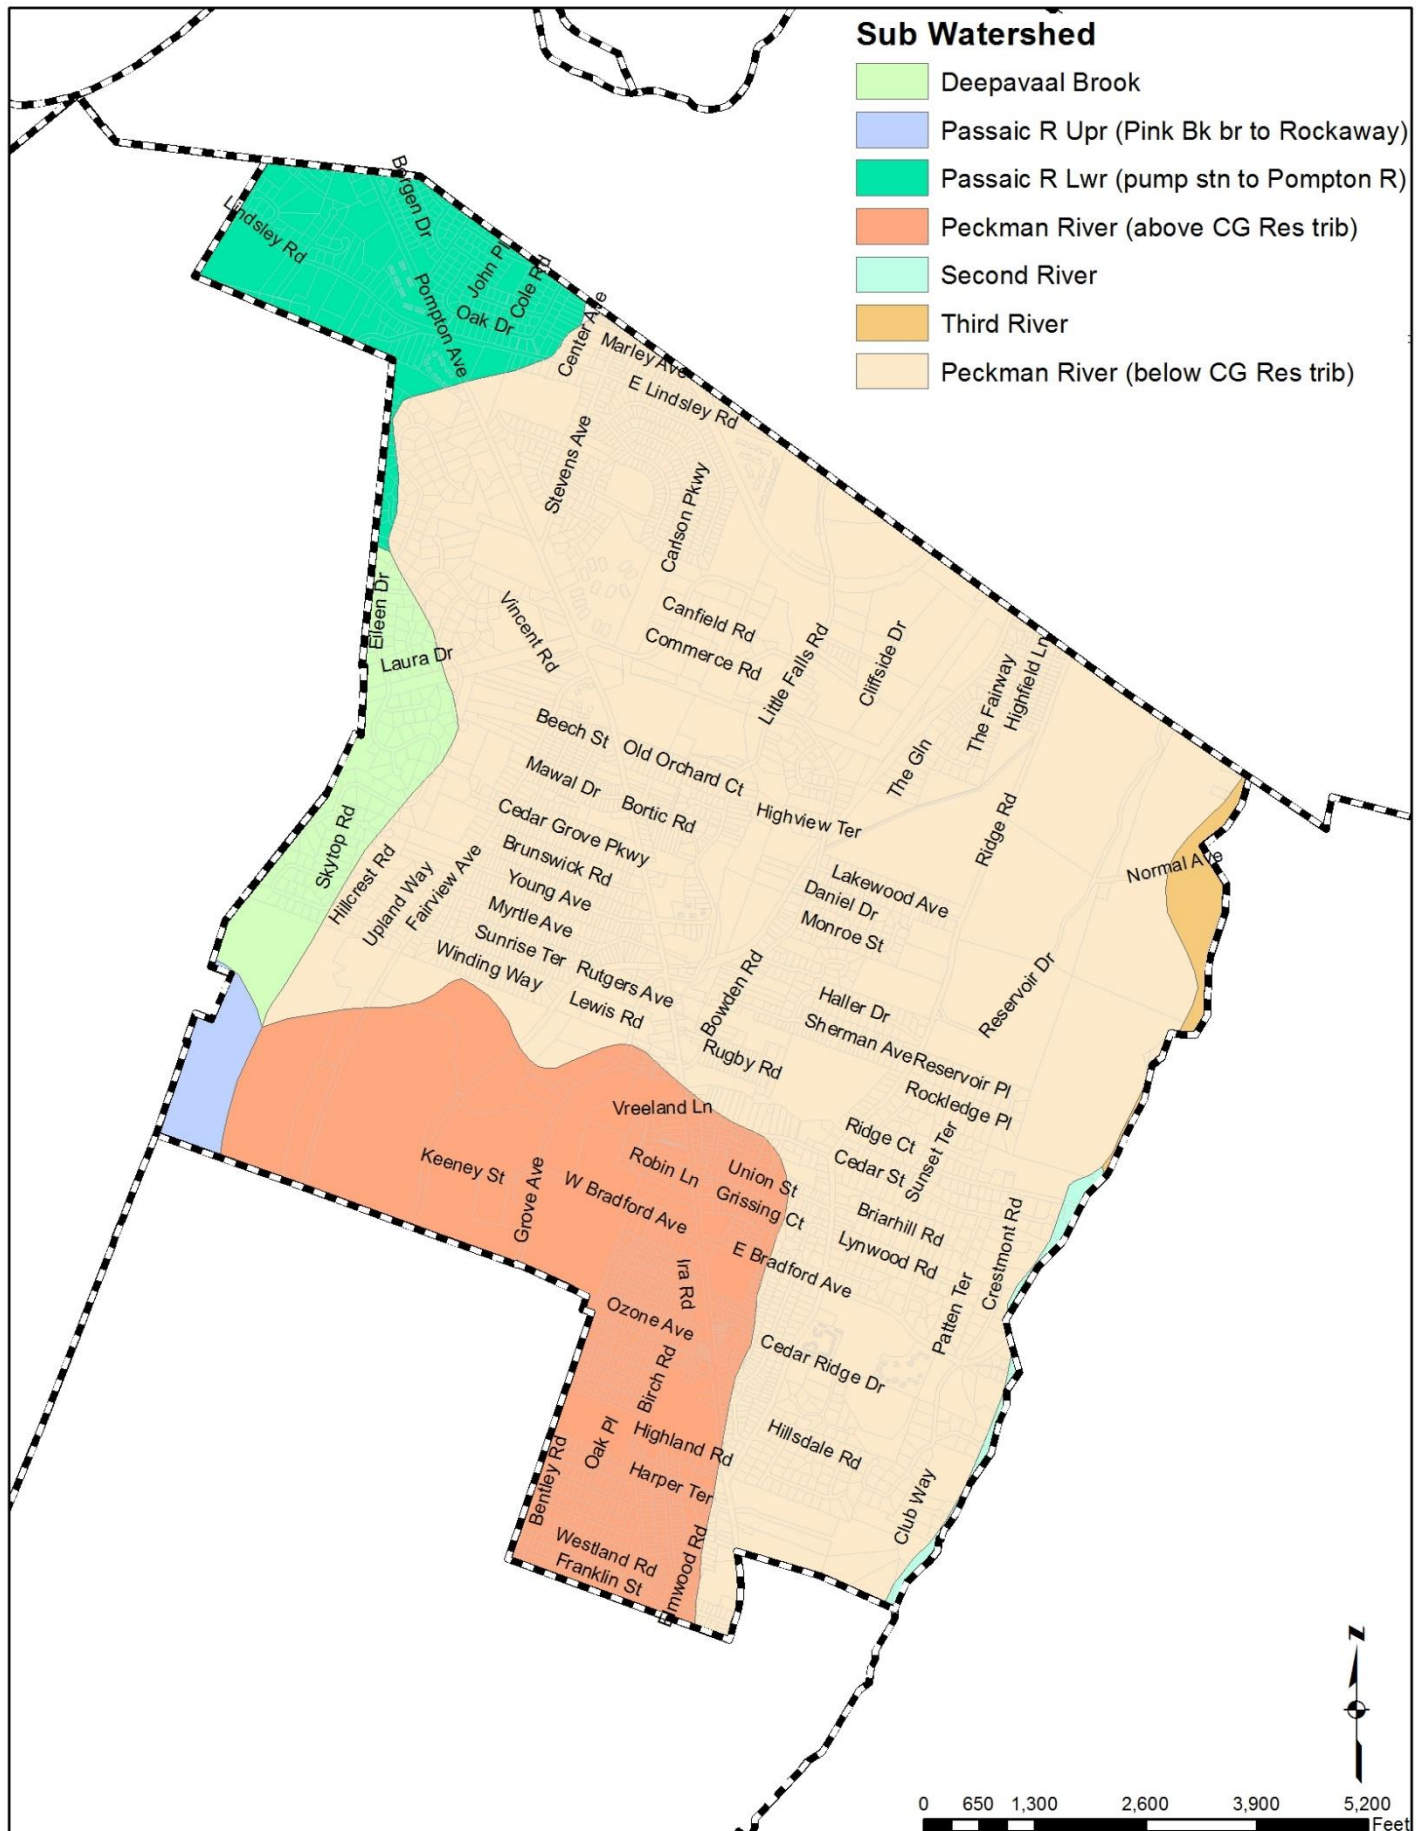 Sub Watershed
Deepavaal Brook
Passaic R Upr (Pink Bk br to Rockaway)
Passaic R Lwr (pump stn to Pompton R)
Peckman River (above CG Res trib)
Second River
Third River
Peckman River (below CG Res trib)
Bergen Dr
Lindsley Rd
John Pl
Cole Rd
Pompton Ave
Oak Dr
Center Ave
Marley Ave
E Lindsley Rd
Stevens Ave
Carlson Pkwy
Eileen Dr
Laura Dr
Vincent Rd
Canfield Rd
Commerce Rd
Little Falls Rd
Cliffside Dr
The Fairway
Highfield Ln
Beech St
Old Orchard Ct
The Gln
Mawal Dr
Bortic Rd
Highview Ter
Cedar Grove Pkwy
Ridge Rd
Skytop Rd
Hillcrest Rd
Upland Way
Fairview Ave
Brunswick Rd
Young Ave
Normal Ave
Lakewood Ave
Daniel Dr
Monroe St
Myrtle Ave
Sunrise Ter
Winding Way
Rutgers Ave
Lewis Rd
Bowden Rd
Reservoir Dr
Haller Dr
Sherman Ave
Reservoir Pl
Rugby Rd
Rockledge Pl
Vreeland Ln
Ridge Ct
Sunset Ter
Cedar St
Keeney St
Grove Ave
Robin Ln
Union St
W Bradford Ave
Grissing Ct
Briarhill Rd
Lynwood Rd
Crestmont Rd
E Bradford Ave
Ira Rd
Patten Ter
Ozone Ave
Cedar Ridge Dr
Birch Rd
Oak Pl
Highland Rd
Hillsdale Rd
Bentley Rd
Harper Ter
Club Way
Westland Rd
Franklin St
Elmwood Rd
N
0 650 1,300 2,600 3,900 5,200
Feet